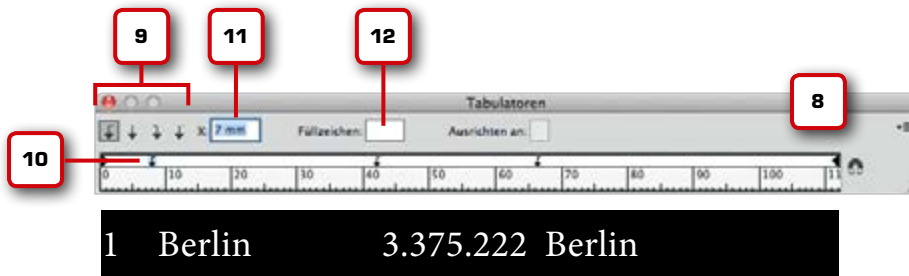 9 11 12
Tabulatoren 8
X: 7 mm Füllzeichen: Ausrichten an:
10
0 10 20 30 40 50 60 70 80 90 100 11
1 Berlin 3.375.222 Berlin